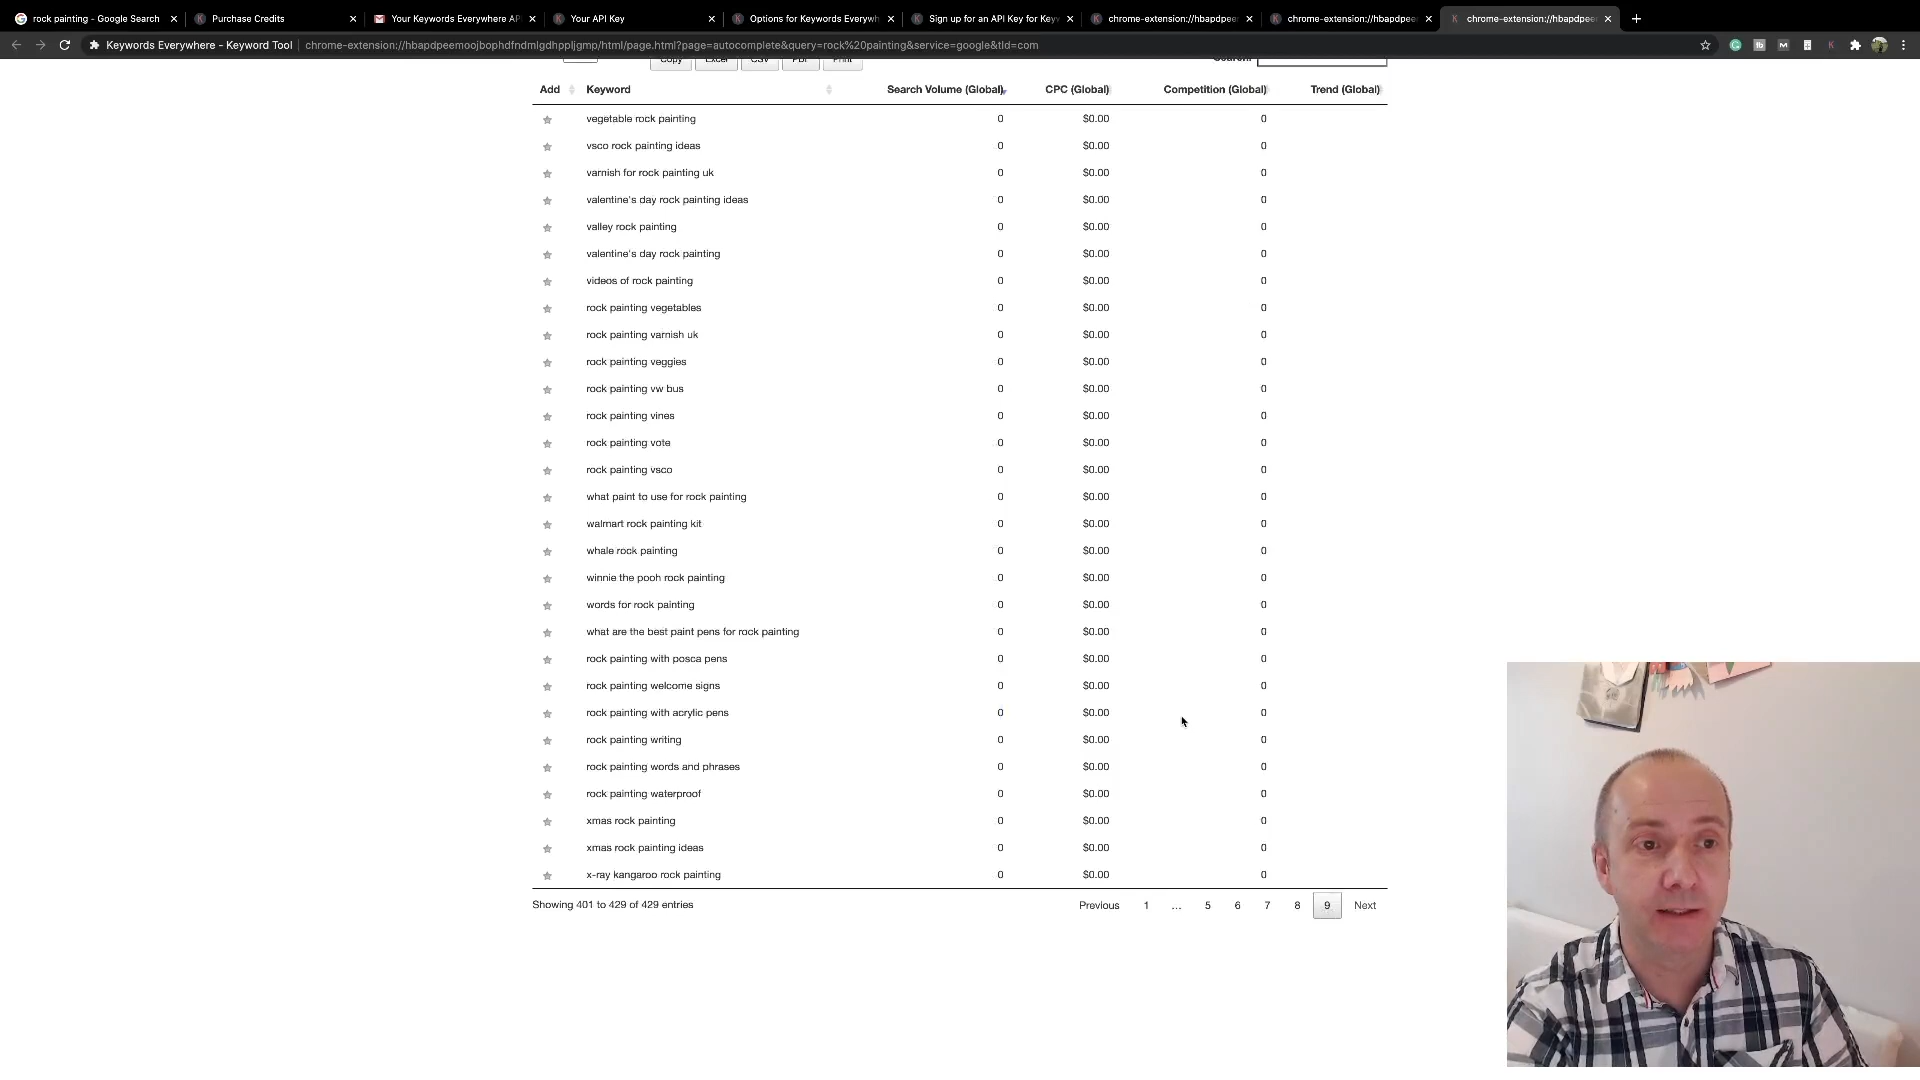 rock painting - Google Search
Purchase Credits
Your Keywords Everywhere AP
Your API Key
Options for Keywords Everywh
Sign up for an API Key for Keyw
chrome-extension://hbapdpee
chrome-extension://hbapdpee
chrome-extension://hbapdpee
Keywords Everywhere - Keyword Tool
chrome-extension://hbapdpeemoojbophdfndmlgdhppljgmp/html/page.html?page=autocomplete&query=rock%20painting&service=google&tld=com
Copy Excel CSV PDF Print Search:
Add Keyword Search Volume (Global) CPC (Global) Competition (Global) Trend (Global)
vegetable rock painting 0 $0.00 0
vsco rock painting ideas 0 $0.00 0
varnish for rock painting uk 0 $0.00 0
valentine's day rock painting ideas 0 $0.00 0
valley rock painting 0 $0.00 0
valentine's day rock painting 0 $0.00 0
videos of rock painting 0 $0.00 0
rock painting vegetables 0 $0.00 0
rock painting varnish uk 0 $0.00 0
rock painting veggies 0 $0.00 0
rock painting vw bus 0 $0.00 0
rock painting vines 0 $0.00 0
rock painting vote 0 $0.00 0
rock painting vsco 0 $0.00 0
what paint to use for rock painting 0 $0.00 0
walmart rock painting kit 0 $0.00 0
whale rock painting 0 $0.00 0
winnie the pooh rock painting 0 $0.00 0
words for rock painting 0 $0.00 0
what are the best paint pens for rock painting 0 $0.00 0
rock painting with posca pens 0 $0.00 0
rock painting welcome signs 0 $0.00 0
rock painting with acrylic pens 0 $0.00 0
rock painting writing 0 $0.00 0
rock painting words and phrases 0 $0.00 0
rock painting waterproof 0 $0.00 0
xmas rock painting 0 $0.00 0
xmas rock painting ideas 0 $0.00 0
x-ray kangaroo rock painting 0 $0.00 0
Showing 401 to 429 of 429 entries
Previous 1 ... 5 6 7 8 9 Next